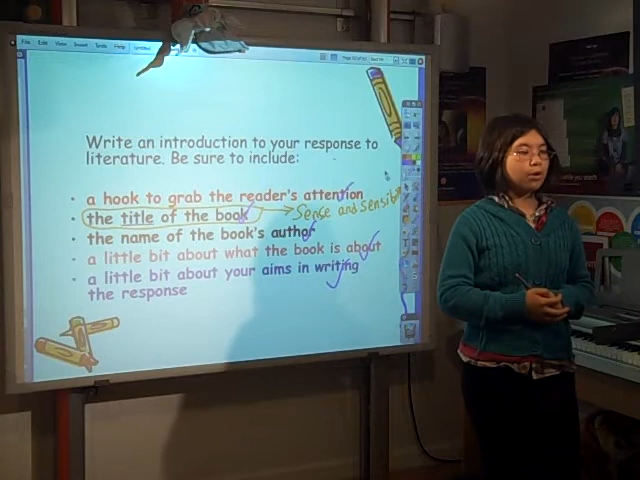 File Edit View Insert Tools Help
Write an introduction to your response to
literature. Be sure to include:
• a hook to grab the reader's attention
• the title of the book → Sense and Sensib
• the name of the book's author
• a little bit about what the book is about
• a little bit about your aims in writing
the response